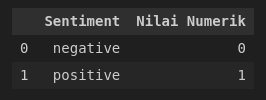 Sentiment Nilai Numerik
0 negative 0
1 positive 1